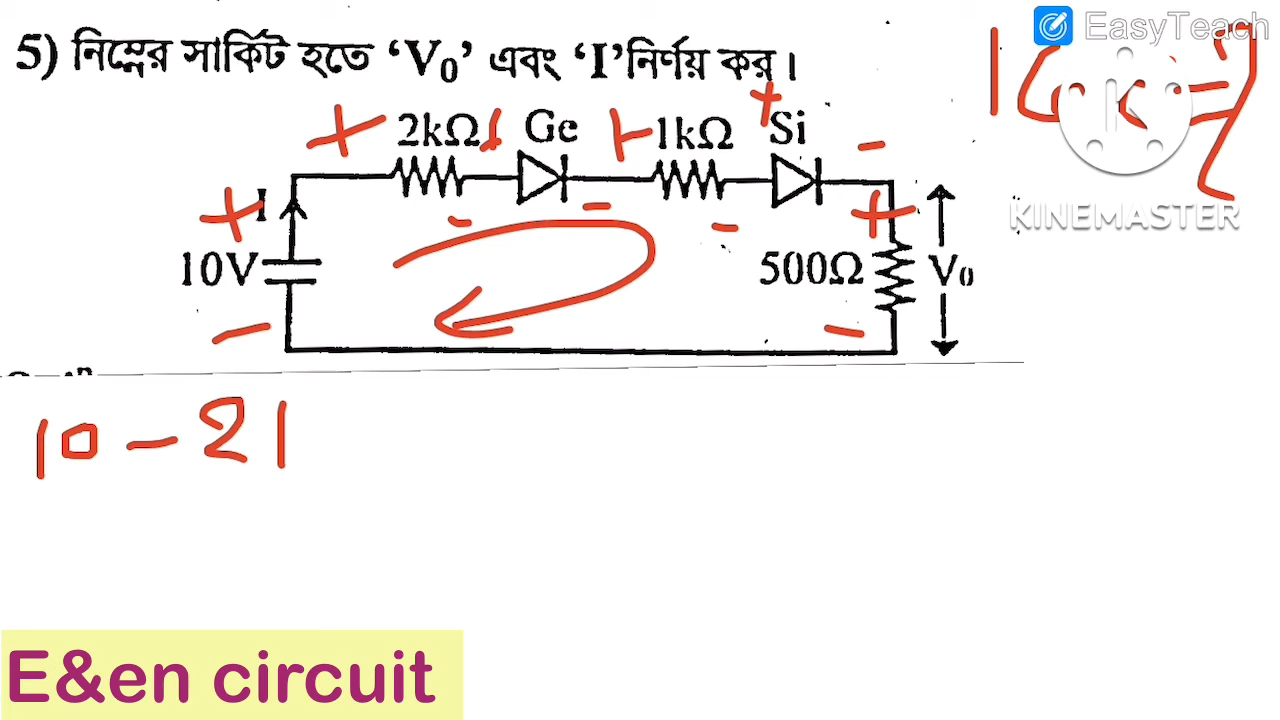 5) নিম্নের সার্কিট হতে ‘V₀’ এবং ‘I’ নির্ণয় কর।
EasyTeach
KINEMASTER
2kΩ Ge 1kΩ Si
I
10V 500Ω V₀
10 - 21
E&en circuit